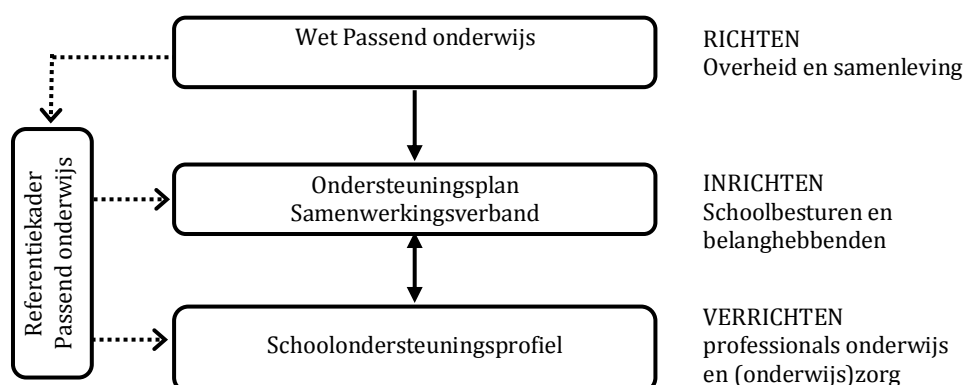 Wet Passend onderwijs
RICHTEN
Overheid en samenleving
Referentiekader
Passend onderwijs
Ondersteuningsplan
Samenwerkingsverband
INRICHTEN
Schoolbesturen en
belanghebbenden
Schoolondersteuningsprofiel
VERRICHTEN
professionals onderwijs
en (onderwijs)zorg